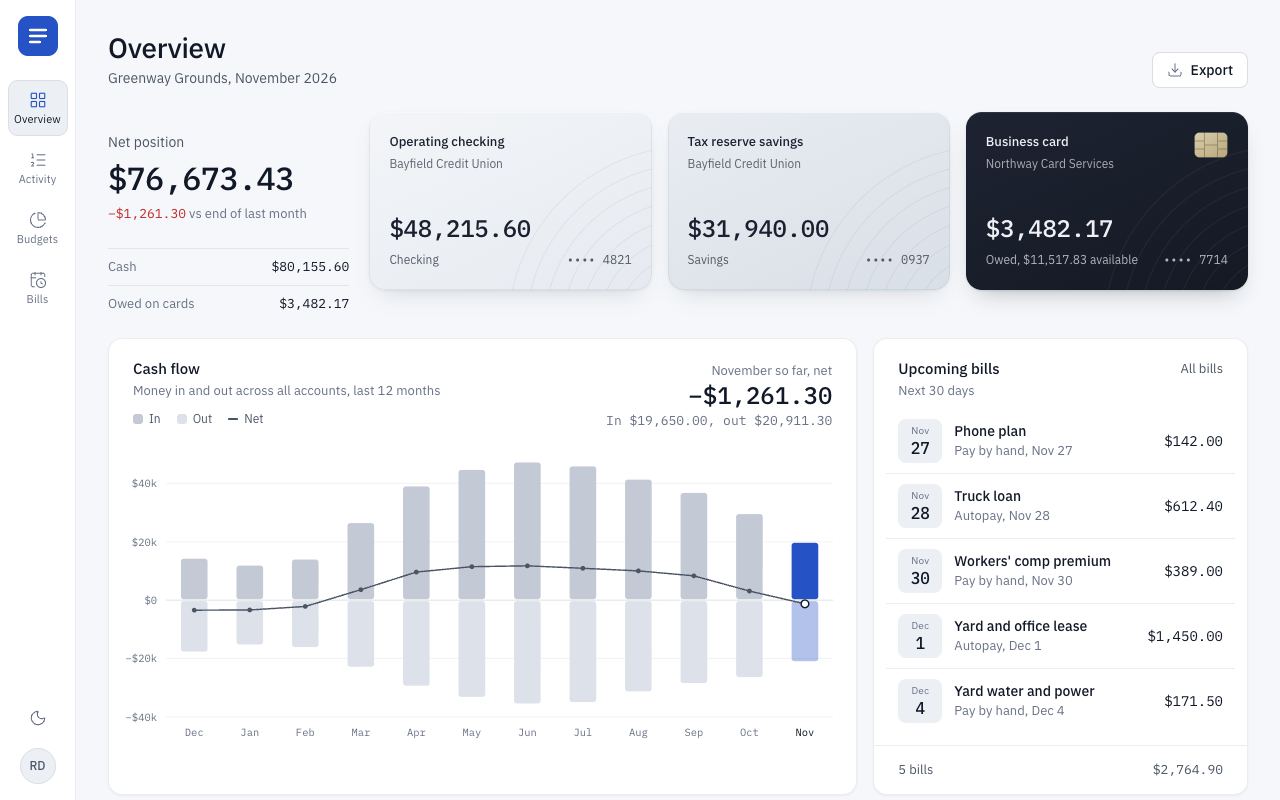 Overview
Activity
Budgets
Bills
RD
Overview
Greenway Grounds, November 2026
Export
Net position
$76,673.43
−$1,261.30 vs end of last month
Cash $80,155.60
Owed on cards $3,482.17
Operating checking
Bayfield Credit Union
$48,215.60
Checking •••• 4821
Tax reserve savings
Bayfield Credit Union
$31,940.00
Savings •••• 0937
Business card
Northway Card Services
$3,482.17
Owed, $11,517.83 available •••• 7714
Cash flow
Money in and out across all accounts, last 12 months
In Out Net
November so far, net
−$1,261.30
In $19,650.00, out $20,911.30
$40k
$20k
$0
−$20k
−$40k
Dec Jan Feb Mar Apr May Jun Jul Aug Sep Oct Nov
Upcoming bills
All bills
Next 30 days
Nov
27
Phone plan
Pay by hand, Nov 27
$142.00
Nov
28
Truck loan
Autopay, Nov 28
$612.40
Nov
30
Workers' comp premium
Pay by hand, Nov 30
$389.00
Dec
1
Yard and office lease
Autopay, Dec 1
$1,450.00
Dec
4
Yard water and power
Pay by hand, Dec 4
$171.50
5 bills $2,764.90